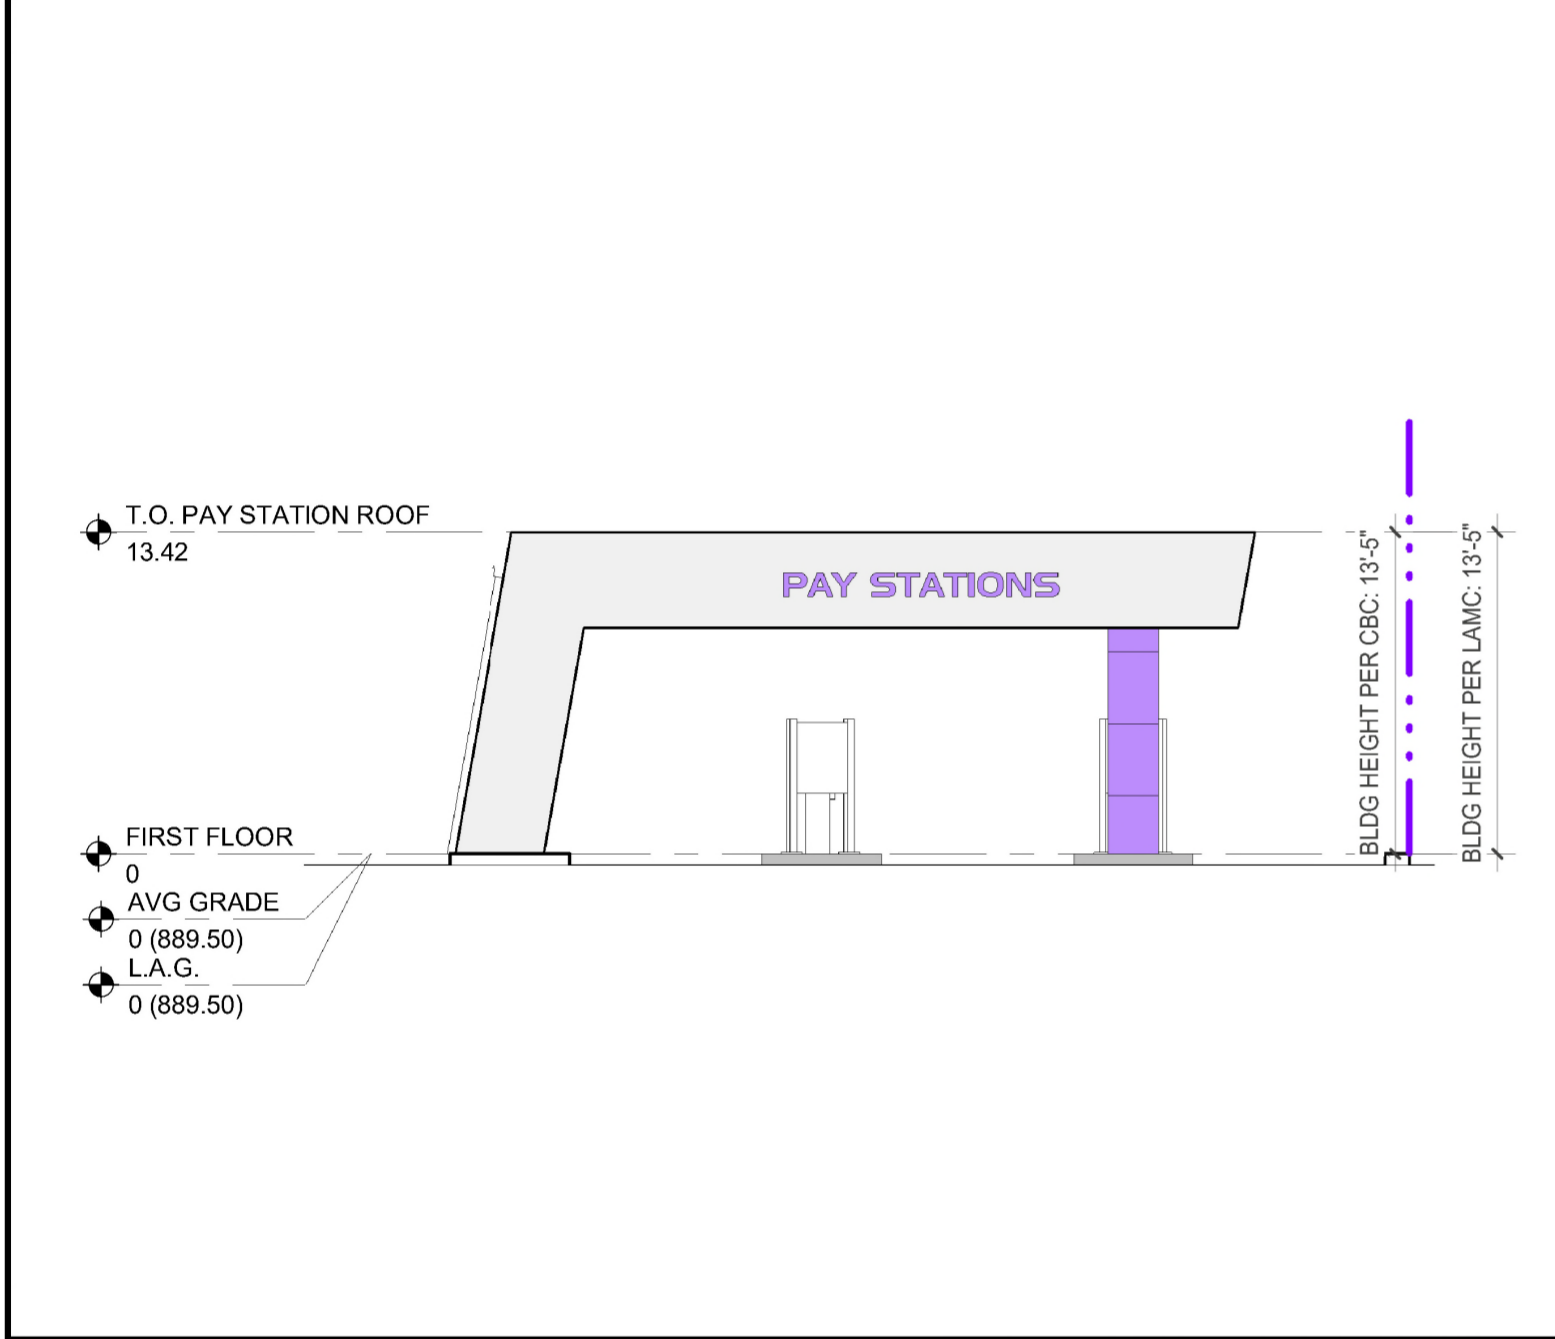 T.O. PAY STATION ROOF
13.42
PAY STATIONS
BLDG HEIGHT PER CBC: 13'-5"
BLDG HEIGHT PER LAMC: 13'-5"
FIRST FLOOR
0
AVG GRADE
0 (889.50)
L.A.G.
0 (889.50)